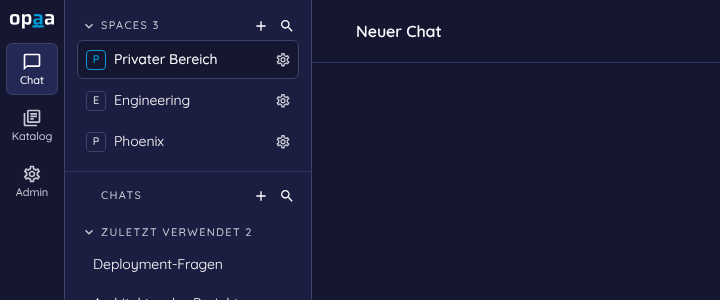 opaa
Chat
Katalog
Admin
SPACES 3
P Privater Bereich
E Engineering
P Phoenix
CHATS
ZULETZT VERWENDET 2
Deployment-Fragen
Neuer Chat